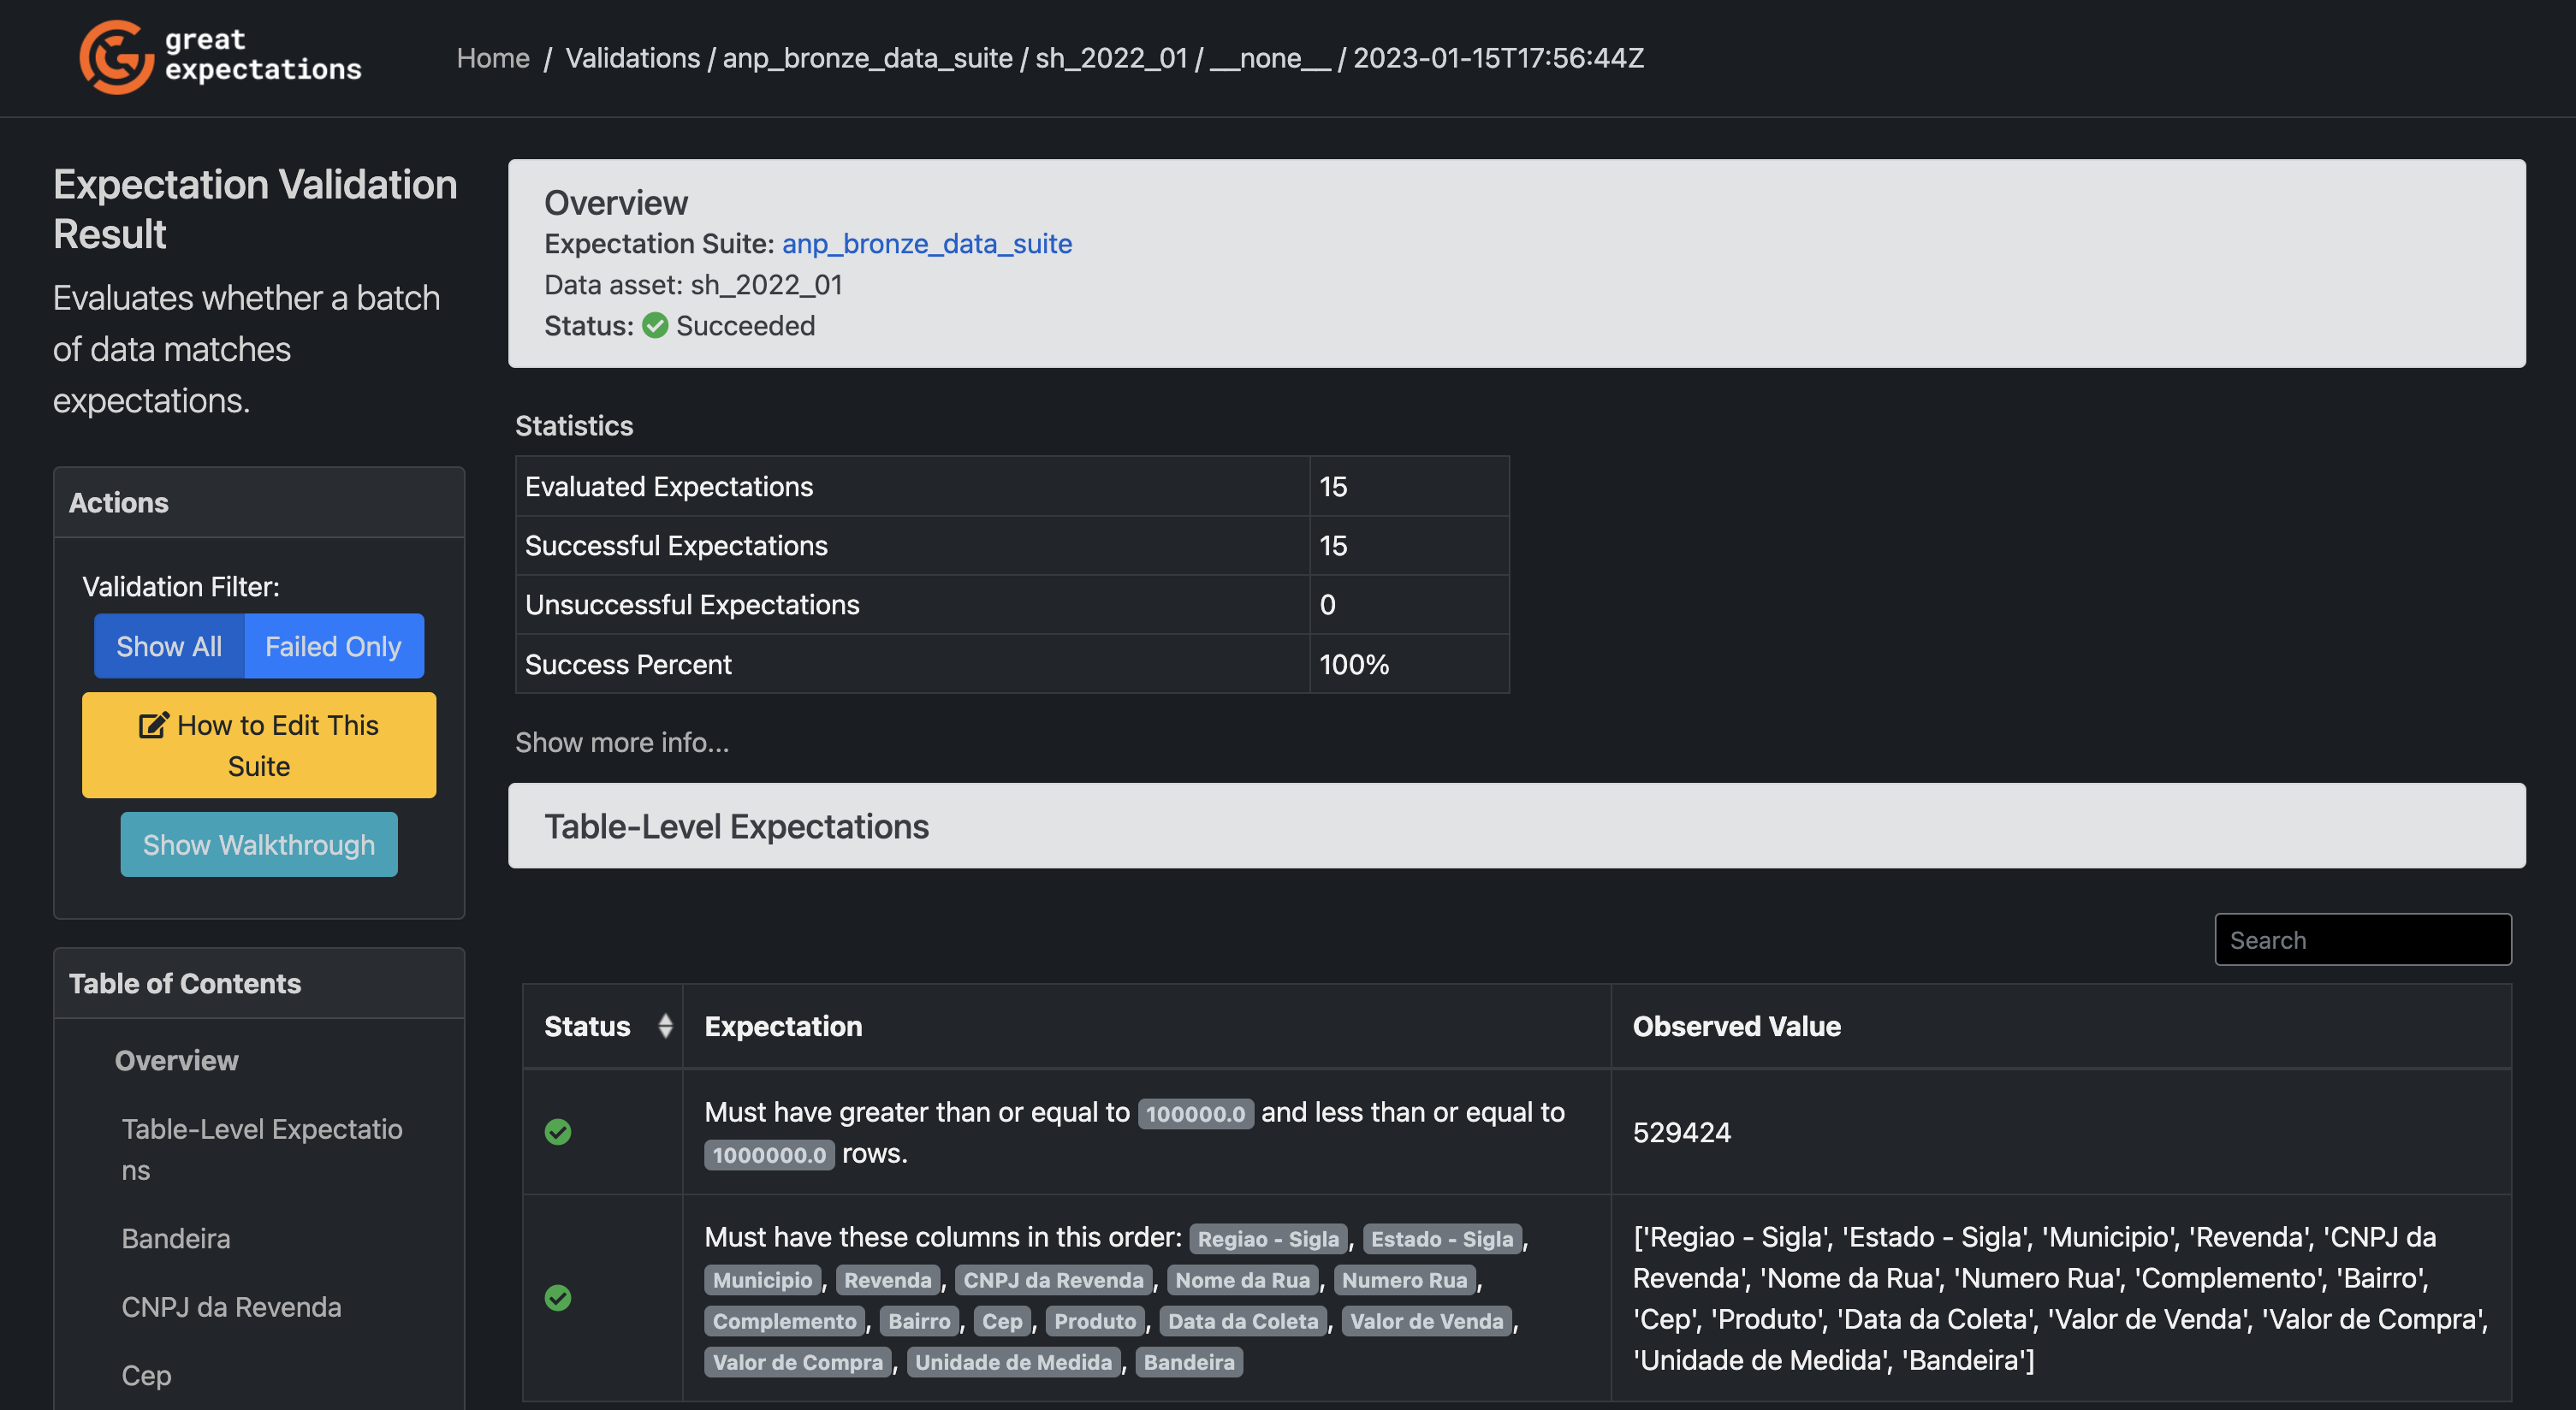 great
expectations
Home / Validations / anp_bronze_data_suite / sh_2022_01 / __none__ / 2023-01-15T17:56:44Z
Expectation Validation
Result
Evaluates whether a batch
of data matches
expectations.
Actions
Validation Filter:
Show All Failed Only
How to Edit This
Suite
Show Walkthrough
Table of Contents
Overview
Table-Level Expectatio
ns
Bandeira
CNPJ da Revenda
Cep
Overview
Expectation Suite: anp_bronze_data_suite
Data asset: sh_2022_01
Status: Succeeded
Statistics
Evaluated Expectations 15
Successful Expectations 15
Unsuccessful Expectations 0
Success Percent 100%
Show more info...
Table-Level Expectations
Search
Status Expectation Observed Value
Must have greater than or equal to 100000.0 and less than or equal to
1000000.0 rows.
529424
Must have these columns in this order: Regiao - Sigla, Estado - Sigla,
Municipio, Revenda, CNPJ da Revenda, Nome da Rua, Numero Rua,
Complemento, Bairro, Cep, Produto, Data da Coleta, Valor de Venda,
Valor de Compra, Unidade de Medida, Bandeira
['Regiao - Sigla', 'Estado - Sigla', 'Municipio', 'Revenda', 'CNPJ da
Revenda', 'Nome da Rua', 'Numero Rua', 'Complemento', 'Bairro',
'Cep', 'Produto', 'Data da Coleta', 'Valor de Venda', 'Valor de Compra',
'Unidade de Medida', 'Bandeira']